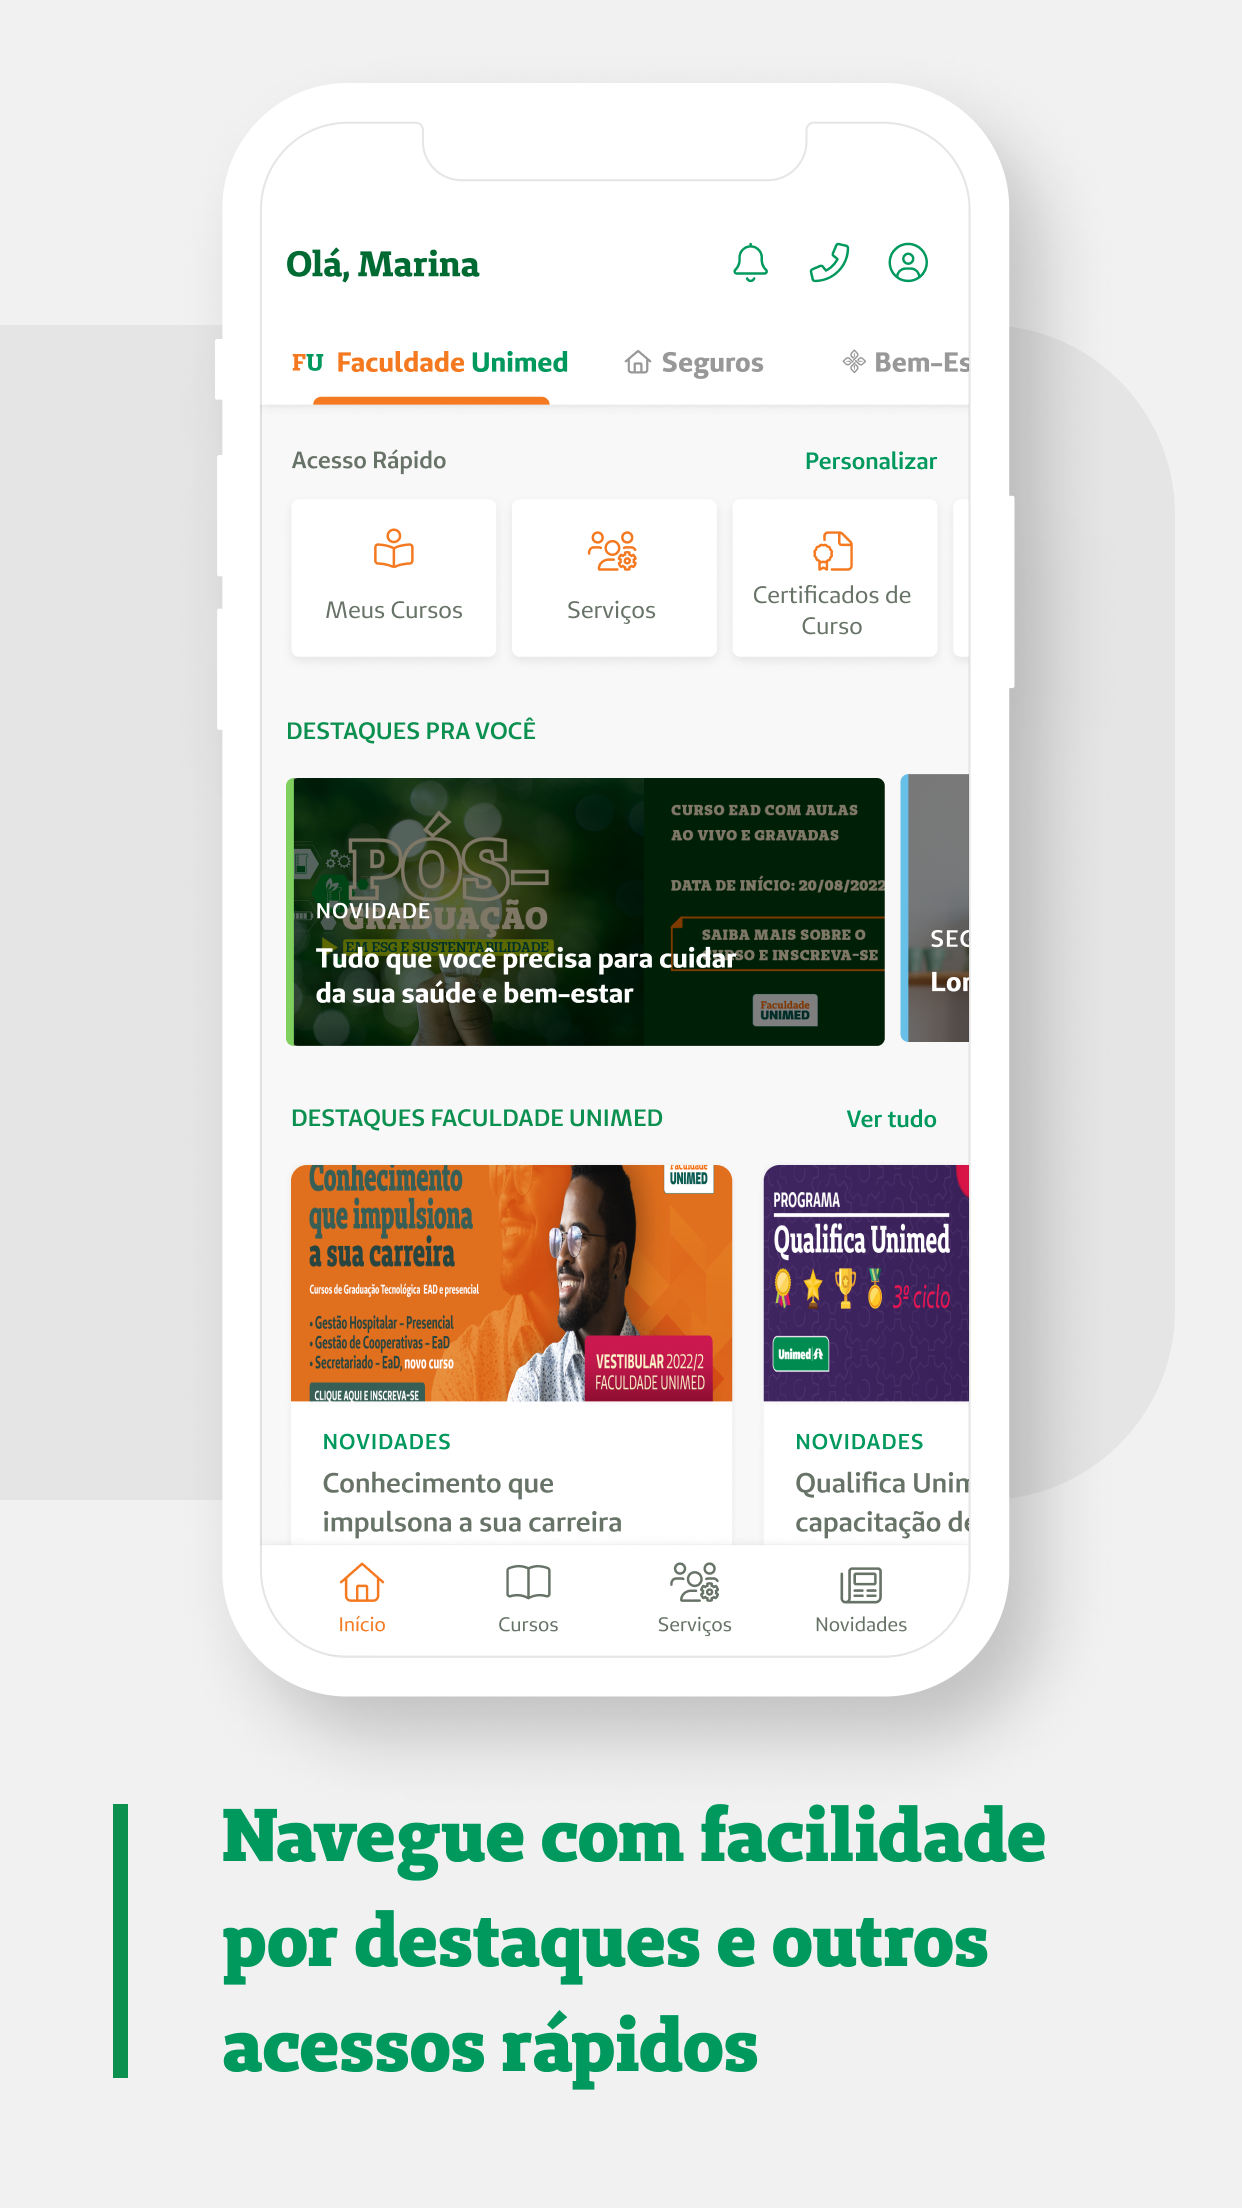 Olá, Marina
FU Faculdade Unimed
Seguros
Bem-Es
Acesso Rápido
Personalizar
Meus Cursos
Serviços
Certificados de
Curso
DESTAQUES PRA VOCÊ
PÓS-
GRADUAÇÃO
EM ESG E SUSTENTABILIDADE
NOVIDADE
Tudo que você precisa para cuidar
da sua saúde e bem-estar
CURSO EAD COM AULAS
AO VIVO E GRAVADAS
DATA DE INÍCIO: 20/08/2022
SAIBA MAIS SOBRE O
CURSO E INSCREVA-SE
Faculdade
UNIMED
SEG
Lor
DESTAQUES FACULDADE UNIMED
Ver tudo
Conhecimento
que impulsiona
a sua carreira
Cursos de Graduação Tecnológica EAD e presencial
• Gestão Hospitalar - Presencial
• Gestão de Cooperativas - EaD
• Secretariado - EaD, novo curso
CLIQUE AQUI E INSCREVA-SE
Faculdade
UNIMED
VESTIBULAR 2022/2
FACULDADE UNIMED
NOVIDADES
Conhecimento que
impulsona a sua carreira
PROGRAMA
Qualifica Unimed
3º ciclo
Unimed
NOVIDADES
Qualifica Unim
capacitação de
Início
Cursos
Serviços
Novidades
Navegue com facilidade
por destaques e outros
acessos rápidos